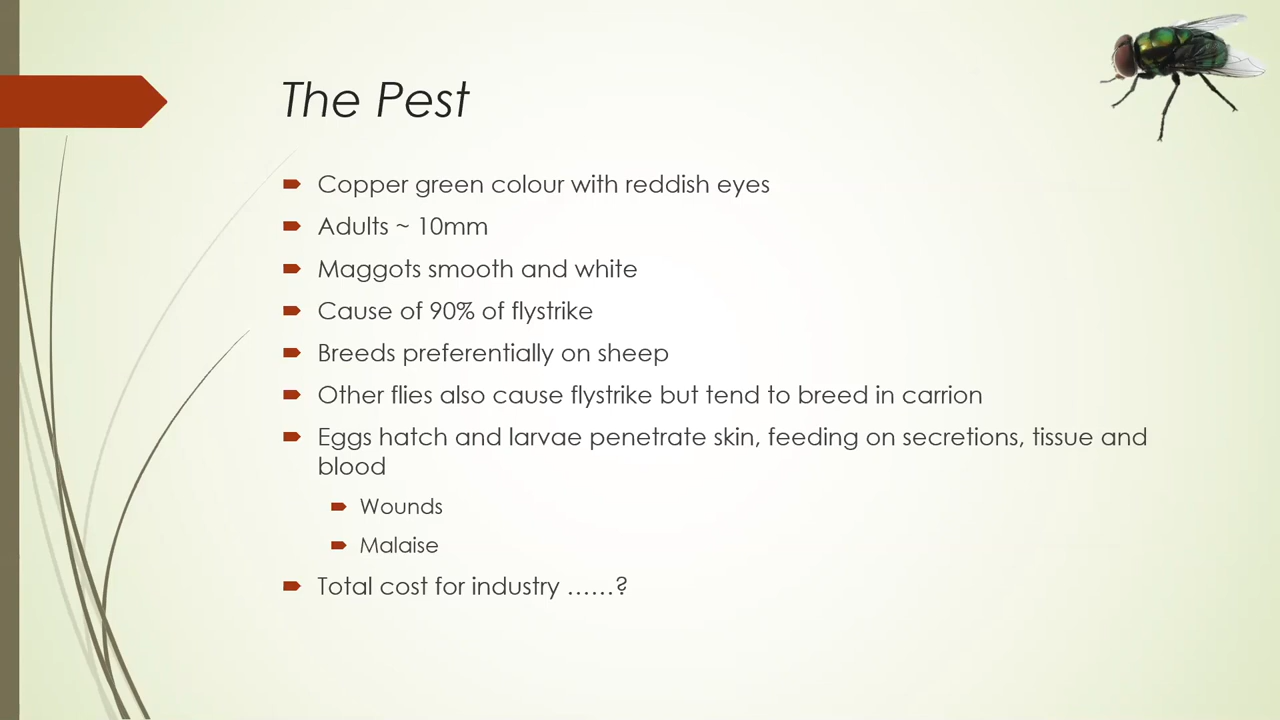 The Pest
Copper green colour with reddish eyes
Adults ~ 10mm
Maggots smooth and white
Cause of 90% of flystrike
Breeds preferentially on sheep
Other flies also cause flystrike but tend to breed in carrion
Eggs hatch and larvae penetrate skin, feeding on secretions, tissue and
blood
Wounds
Malaise
Total cost for industry ……?